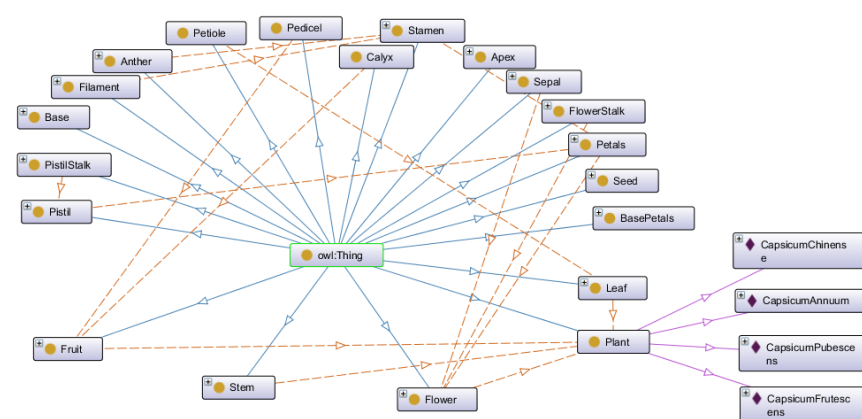 Petiole
Pedicel
Stamen
Anther
Calyx
Apex
Filament
Sepal
Base
FlowerStalk
Petals
PistilStalk
Seed
Pistil
BasePetals
owl:Thing
CapsicumChinens
e
Leaf
CapsicumAnnuum
Fruit
Plant
CapsicumPubesce
ns
Stem
Flower
CapsicumFrutesc
ens